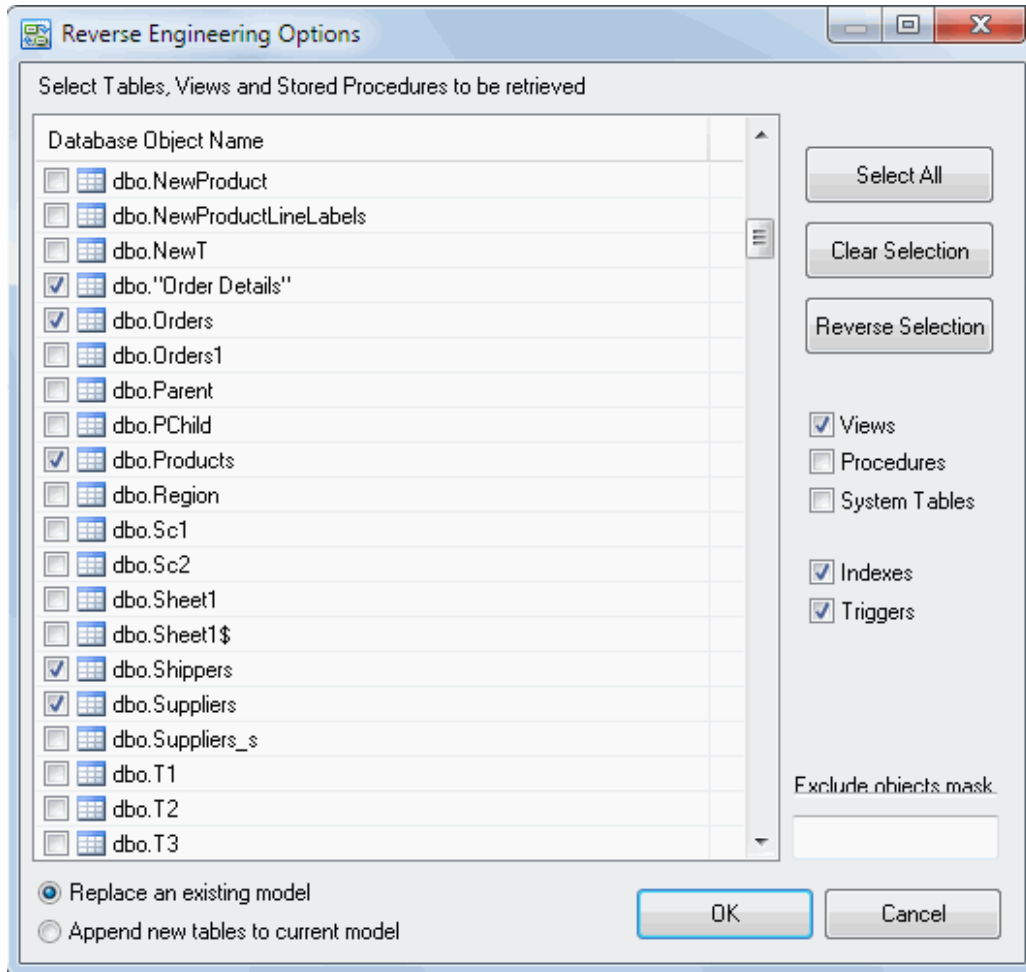 Reverse Engineering Options
Select Tables, Views and Stored Procedures to be retrieved
Database Object Name
dbo.NewProduct
dbo.NewProductLineLabels
dbo.NewT
dbo."Order Details"
dbo.Orders
dbo.Orders1
dbo.Parent
dbo.PChild
dbo.Products
dbo.Region
dbo.Sc1
dbo.Sc2
dbo.Sheet1
dbo.Sheet1$
dbo.Shippers
dbo.Suppliers
dbo.Suppliers_s
dbo.T1
dbo.T2
dbo.T3
Select All
Clear Selection
Reverse Selection
Views
Procedures
System Tables
Indexes
Triggers
Exclude objects mask
Replace an existing model
Append new tables to current model
OK
Cancel